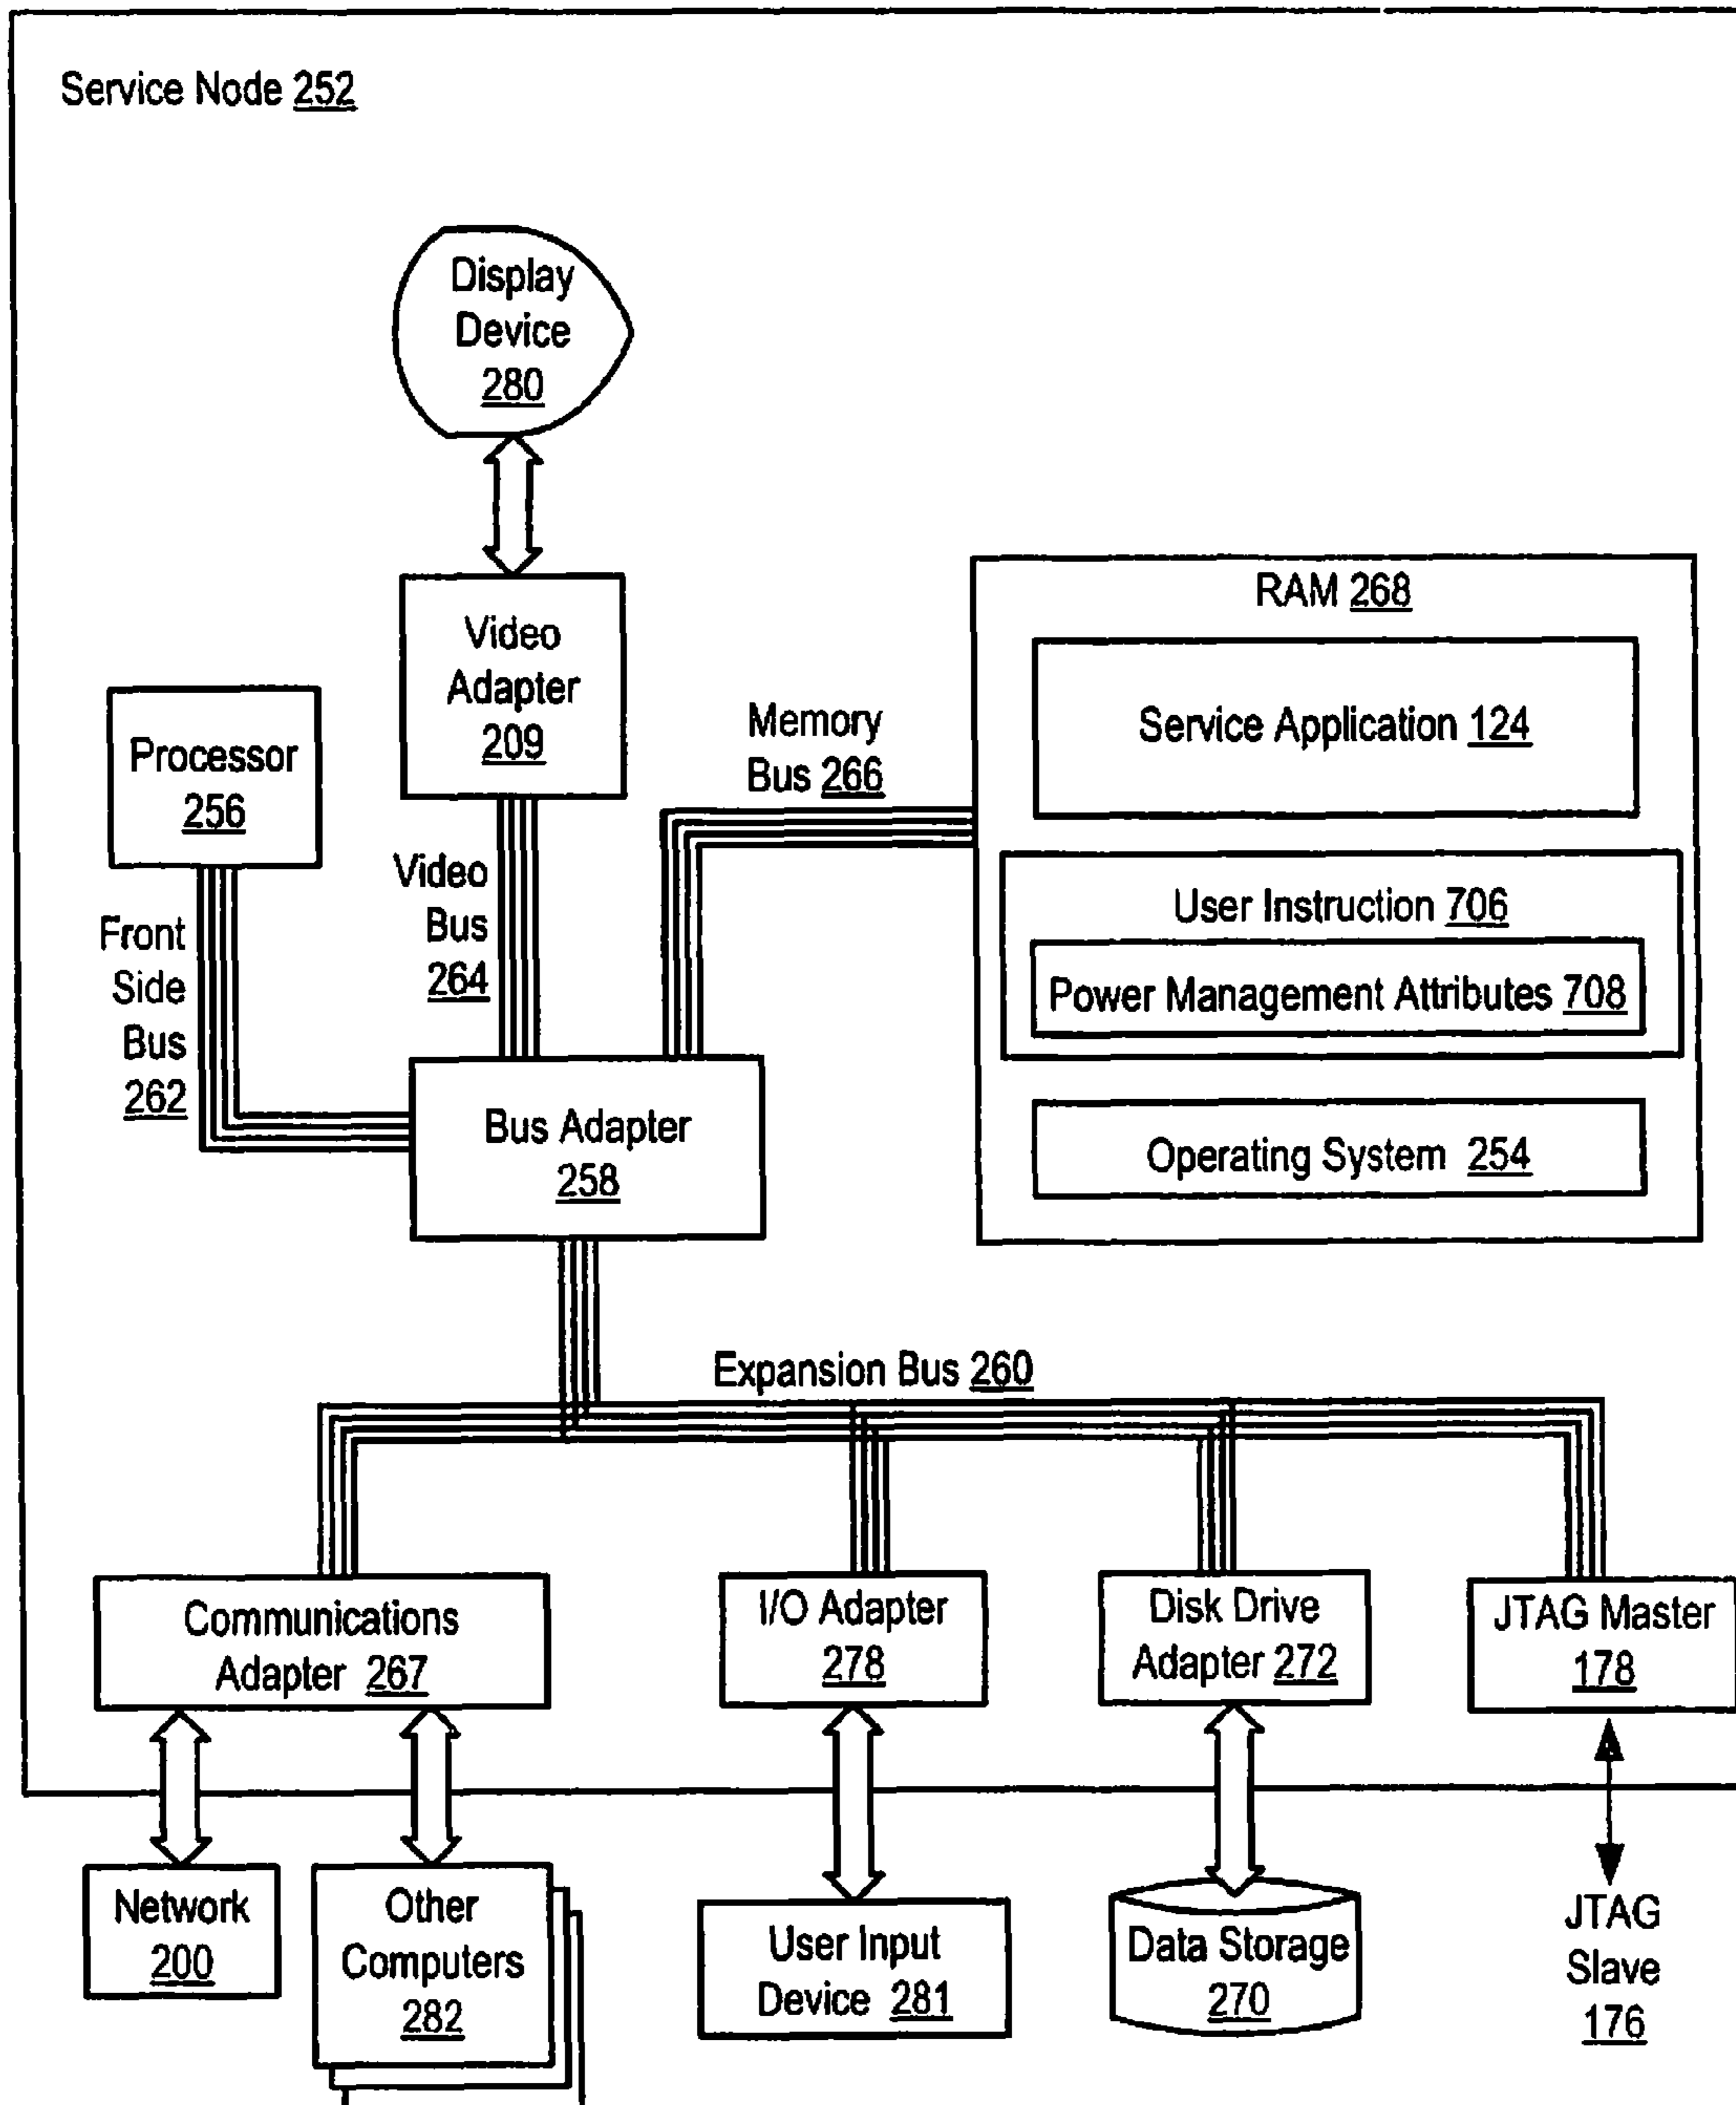 Service Node 252
Display
Device
280
Video
Adapter
209
Processor
256
Front
Side
Bus
262
Video
Bus
264
Memory
Bus 266
RAM 268
Service Application 124
User Instruction 706
Power Management Attributes 708
Operating System 254
Bus Adapter
258
Expansion Bus 260
Communications
Adapter 267
I/O Adapter
278
Disk Drive
Adapter 272
JTAG Master
178
Network
200
Other
Computers
282
User Input
Device 281
Data Storage
270
JTAG
Slave
176